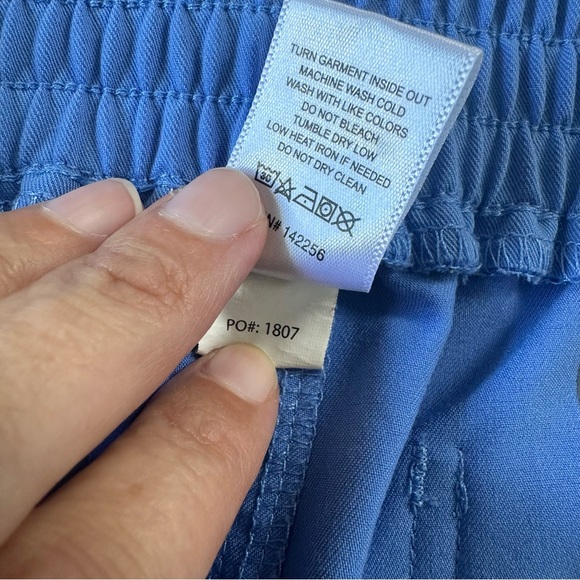 TURN GARMENT INSIDE OUT
MACHINE WASH COLD
WASH WITH LIKE COLORS
DO NOT BLEACH
TUMBLE DRY LOW
LOW HEAT IRON IF NEEDED
DO NOT DRY CLEAN
30
N# 142256
PO#: 1807